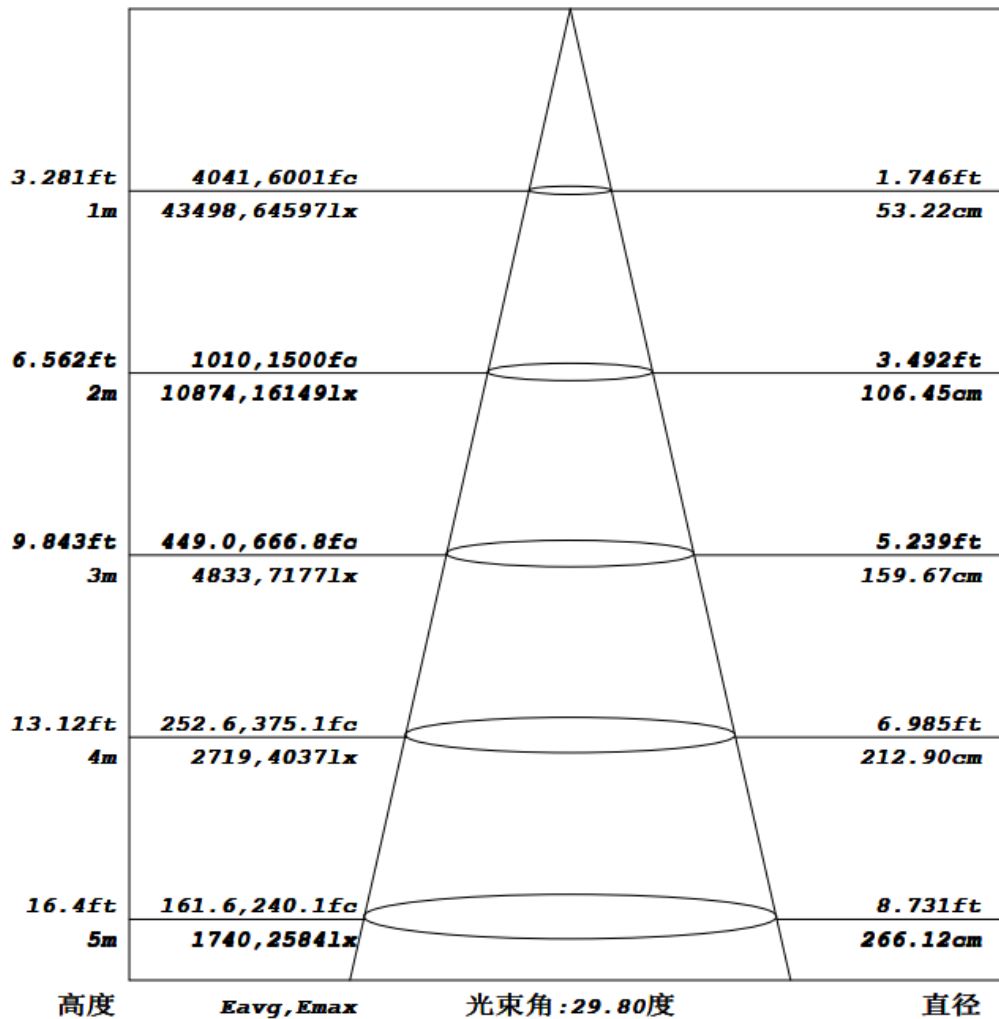 3.281ft 4041,6001fc 1.746ft
1m 43498,64597lx 53.22cm
6.562ft 1010,1500fc 3.492ft
2m 10874,16149lx 106.45cm
9.843ft 449.0,666.8fc 5.239ft
3m 4833,7177lx 159.67cm
13.12ft 252.6,375.1fc 6.985ft
4m 2719,4037lx 212.90cm
16.4ft 161.6,240.1fc 8.731ft
5m 1740,2584lx 266.12cm
高度 Eavg,Emax 光束角:29.80度 直径